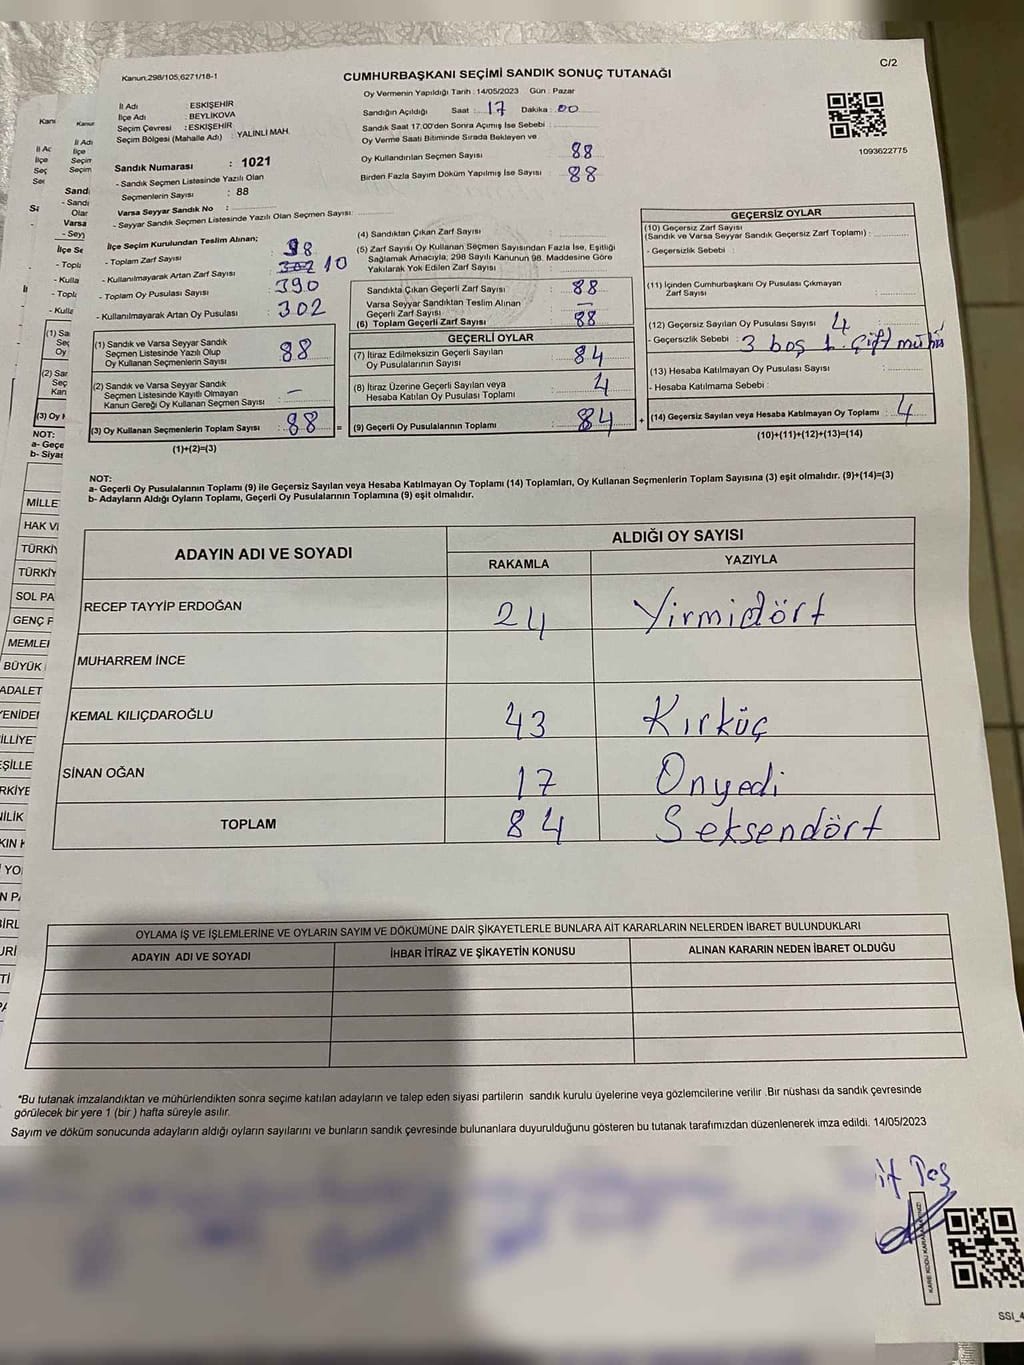 Kanun,298/105,6271/18-1
C/2
CUMHURBAŞKANI SEÇİMİ SANDIK SONUÇ TUTANAĞI
İl Adı : ESKİŞEHİR
İlçe Adı : BEYLİKOVA
Seçim Çevresi : ESKİŞEHİR
Seçim Bölgesi (Mahalle Adı) : YALINLI MAH.
Sandık Numarası : 1021
- Sandık Seçmen Listesinde Yazılı Olan
Seçmenlerin Sayısı : 88
Varsa Seyyar Sandık No :
- Seyyar Sandık Seçmen Listesinde Yazılı Olan Seçmen Sayısı:
Oy Vermenin Yapıldığı Tarih : 14/05/2023 Gün : Pazar
Sandığın Açıldığı Saat : 17 Dakika : 00
Sandık Saat 17.00'den Sonra Açımış İse Sebebi :
Oy Verme Saati Bitiminde Sırada Bekleyen ve
Oy Kullandırılan Seçmen Sayısı 88
Birden Fazla Sayım Döküm Yapılmış İse Sayısı 88
1093622775
İlçe Seçim Kurulundan Teslim Alınan;
- Toplam Zarf Sayısı : 98
- Kullanılmayarak Artan Zarf Sayısı : 302 10
- Toplam Oy Pusulası Sayısı : 390
- Kullanılmayarak Artan Oy Pusulası : 302
(1) Sandık ve Varsa Seyyar Sandık
Seçmen Listesinde Yazılı Olup
Oy Kullanan Seçmenlerin Sayısı : 88
(2) Sandık ve Varsa Seyyar Sandık
Seçmen Listesinde Kayıtlı Olmayan
Kanun Gereği Oy Kullanan Seçmen Sayısı : —
(3) Oy Kullanan Seçmenlerin Toplam Sayısı : 88 =
(1)+(2)=(3)
(4) Sandıktan Çıkan Zarf Sayısı :
(5) Zarf Sayısı Oy Kullanan Seçmen Sayısından Fazla İse, Eşitliği
Sağlamak Amacıyla; 298 Sayılı Kanunun 98. Maddesine Göre
Yakılarak Yok Edilen Zarf Sayısı :
Sandıkta Çıkan Geçerli Zarf Sayısı : 88
Varsa Seyyar Sandıktan Teslim Alınan
Geçerli Zarf Sayısı : —
(6) Toplam Geçerli Zarf Sayısı : 88
GEÇERLİ OYLAR
(7) İtiraz Edilmeksizin Geçerli Sayılan
Oy Pusulalarının Sayısı : 84
(8) İtiraz Üzerine Geçerli Sayılan veya
Hesaba Katılan Oy Pusulası Toplamı : 4
(9) Geçerli Oy Pusulalarının Toplamı : 84 +
GEÇERSİZ OYLAR
(10) Geçersiz Zarf Sayısı
(Sandık ve Varsa Seyyar Sandık Geçersiz Zarf Toplamı) :
- Geçersizlik Sebebi :
(11) İçinden Cumhurbaşkanı Oy Pusulası Çıkmayan
Zarf Sayısı :
(12) Geçersiz Sayılan Oy Pusulası Sayısı : 4
- Geçersizlik Sebebi : 3 boş 1. Çift mühis
(13) Hesaba Katılmayan Oy Pusulası Sayısı :
- Hesaba Katılmama Sebebi :
(14) Geçersiz Sayılan veya Hesaba Katılmayan Oy Toplamı : 4
(10)+(11)+(12)+(13)=(14)
NOT:
a- Geçerli Oy Pusulalarının Toplamı (9) ile Geçersiz Sayılan veya Hesaba Katılmayan Oy Toplamı (14) Toplamları, Oy Kullanan Seçmenlerin Toplam Sayısına (3) eşit olmalıdır. (9)+(14)=(3)
b- Adayların Aldığı Oyların Toplamı, Geçerli Oy Pusulalarının Toplamına (9) eşit olmalıdır.
ADAYIN ADI VE SOYADI
ALDIĞI OY SAYISI
RAKAMLA YAZIYLA
RECEP TAYYİP ERDOĞAN 24 Yirmidört
MUHARREM İNCE
KEMAL KILIÇDAROĞLU 43 Kırküç
SİNAN OĞAN 17 Onyedi
TOPLAM 84 Seksendört
OYLAMA İŞ VE İŞLEMLERİNE VE OYLARIN SAYIM VE DÖKÜMÜNE DAİR ŞİKAYETLERLE BUNLARA AİT KARARLARIN NELERDEN İBARET BULUNDUKLARI
ADAYIN ADI VE SOYADI İHBAR İTİRAZ VE ŞİKAYETİN KONUSU ALINAN KARARIN NEDEN İBARET OLDUĞU
*Bu tutanak imzalandıktan ve mühürlendikten sonra seçime katılan adayların ve talep eden siyasi partilerin sandık kurulu üyelerine veya gözlemcilerine verilir .Bir nüshası da sandık çevresinde
görülecek bir yere 1 (bir ) hafta süreyle asılır.
Sayım ve döküm sonucunda adayların aldığı oyların sayılarını ve bunların sandık çevresinde bulunanlara duyurulduğunu gösteren bu tutanak tarafımızdan düzenlenerek imza edildi. 14/05/2023
SSI_4